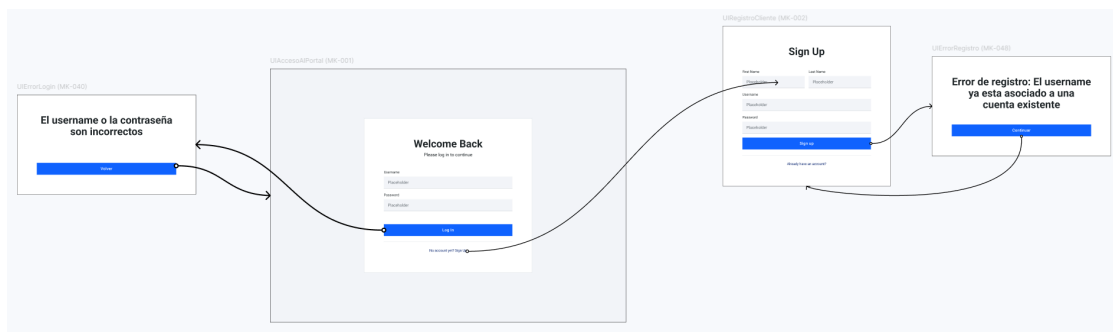 UIErrorLogin (MK-040)
El username o la contraseña
son incorrectos
Volver
UIAccesoAlPortal (MK-001)
Welcome Back
Please log in to continue
Username
Placeholder
Password
Placeholder
Log In
No account yet? Sign up
UIRegistroCliente (MK-002)
Sign Up
First Name
Last Name
Placeholder
Placeholder
Username
Placeholder
Password
Placeholder
Sign up
Already have an account?
UIErrorRegistro (MK-048)
Error de registro: El username
ya esta asociado a una
cuenta existente
Continuar